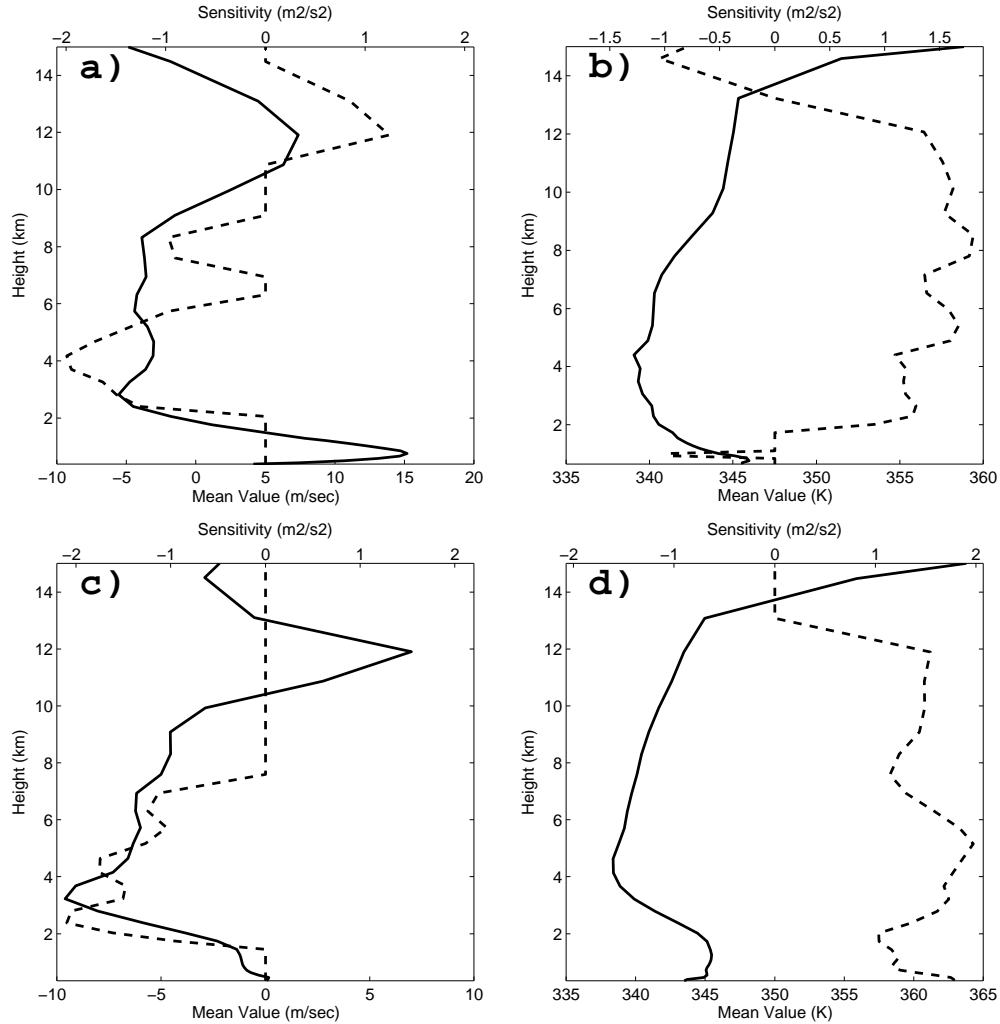 Sensitivity (m2/s2)
−2 −1 0 1 2
a)
14
12
10
8
6
4
2
Height (km)
−5 0 5 10 15 20
Mean Value (m/sec)
Sensitivity (m2/s2)
−1.5 −1 −0.5 0 0.5 1 1.5
b)
14
12
10
8
6
4
2
Height (km)
335 340 345 350 355 360
Mean Value (K)
Sensitivity (m2/s2)
−2 −1 0 1 2
c)
14
12
10
8
6
4
2
Height (km)
−10 −5 0 5 10
Mean Value (m/sec)
Sensitivity (m2/s2)
−2 −1 0 1 2
d)
14
12
10
8
6
4
2
Height (km)
335 340 345 350 355 360 365
Mean Value (K)